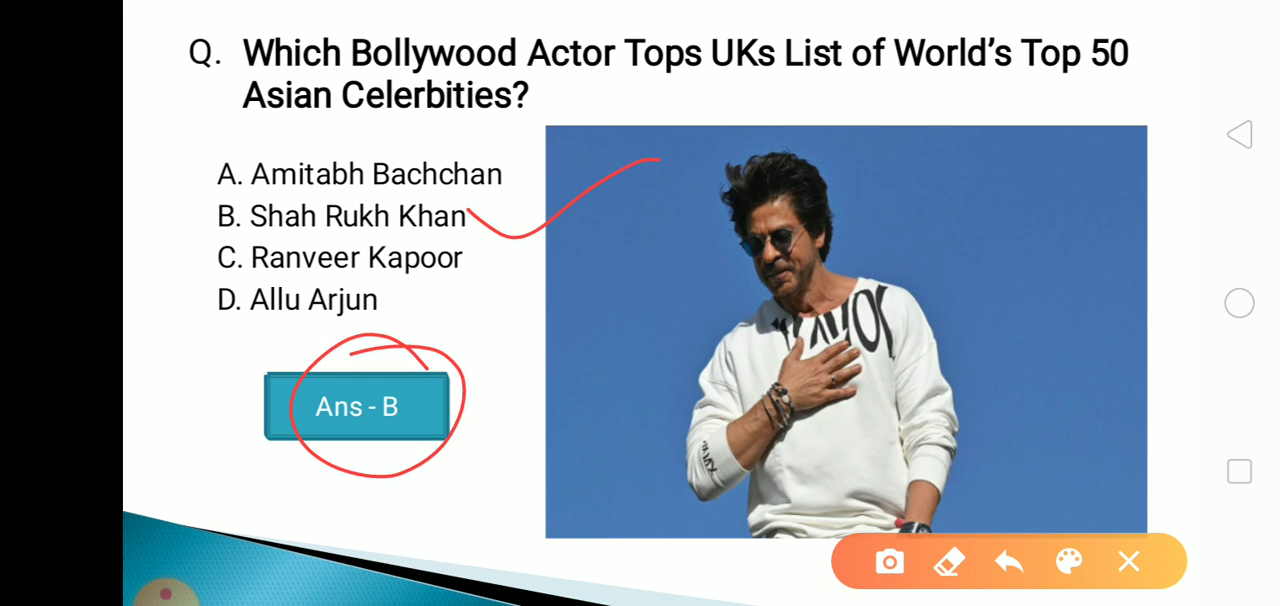 Q. Which Bollywood Actor Tops UKs List of World’s Top 50
Asian Celerbities?
A. Amitabh Bachchan
B. Shah Rukh Khan
C. Ranveer Kapoor
D. Allu Arjun
Ans - B